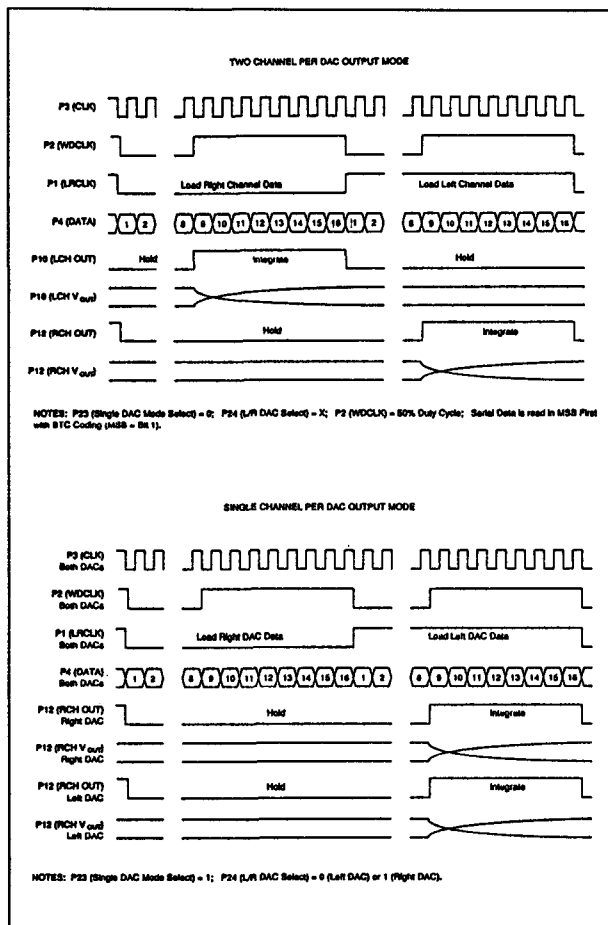 TWO CHANNEL PER DAC OUTPUT MODE
P3 (CLK)
P2 (WDCLK)
P1 (LRCLK) Load Right Channel Data Load Left Channel Data
P4 (DATA) 1 2 8 9 10 11 12 13 14 15 16 1 2 8 9 10 11 12 13 14 15 16
P10 (LCH OUT) Hold Integrate Hold
(LCH VOUT)
P12 (RCH OUT) Hold Integrate
P12 (RCH VOUT)
NOTES: P23 (Single DAC Mode Select) = 0; P24 (L/R DAC Select) = X; P2 (WDCLK) = 50% Duty Cycle; Serial Data is read in MSB First
with BTC Coding (MSB = Bit 1).
SINGLE CHANNEL PER DAC OUTPUT MODE
P3 (CLK)
Both DACs
P2 (WDCLK)
Both DACs
P1 (LRCLK) Load Right DAC Data Load Left DAC Data
Both DACs
P4 (DATA) 1 2 8 9 10 11 12 13 14 15 16 1 2 8 9 10 11 12 13 14 15 16
Both DACs
P12 (RCH OUT) Hold Integrate
Right DAC
P12 (RCH VOUT)
Right DAC
P12 (RCH OUT) Hold Integrate
Left DAC
P12 (RCH VOUT)
Left DAC
NOTES: P23 (Single DAC Mode Select) = 1; P24 (L/R DAC Select) = 0 (Left DAC) or 1 (Right DAC).